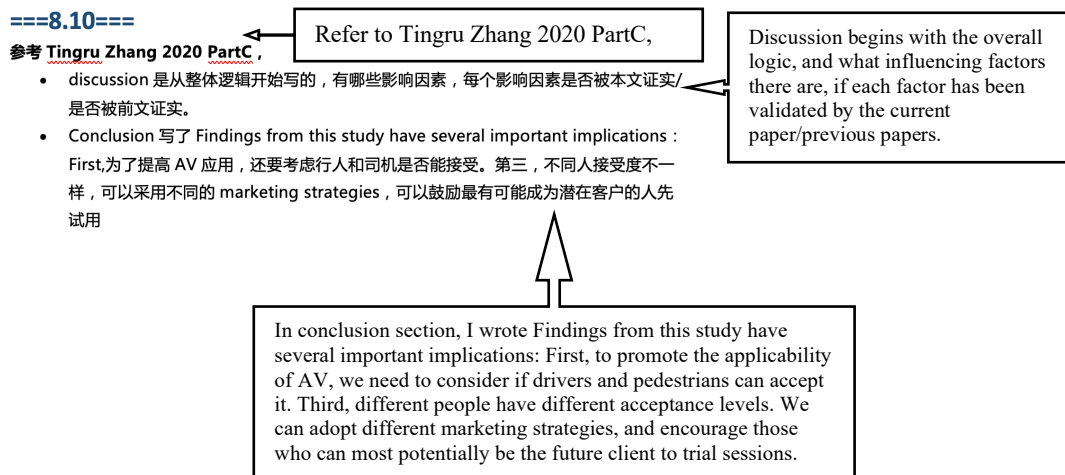 ===8.10===
参考 Tingru Zhang 2020 PartC，
• discussion 是从整体逻辑开始写的，有哪些影响因素，每个影响因素是否被本文证实/
是否被前文证实。
• Conclusion 写了 Findings from this study have several important implications：
First,为了提高 AV 应用，还要考虑行人和司机是否能接受。第三，不同人接受度不一
样，可以采用不同的 marketing strategies，可以鼓励最有可能成为潜在客户的人先
试用
Refer to Tingru Zhang 2020 PartC,
Discussion begins with the overall
logic, and what influencing factors
there are, if each factor has been
validated by the current
paper/previous papers.
In conclusion section, I wrote Findings from this study have
several important implications: First, to promote the applicability
of AV, we need to consider if drivers and pedestrians can accept
it. Third, different people have different acceptance levels. We
can adopt different marketing strategies, and encourage those
who can most potentially be the future client to trial sessions.